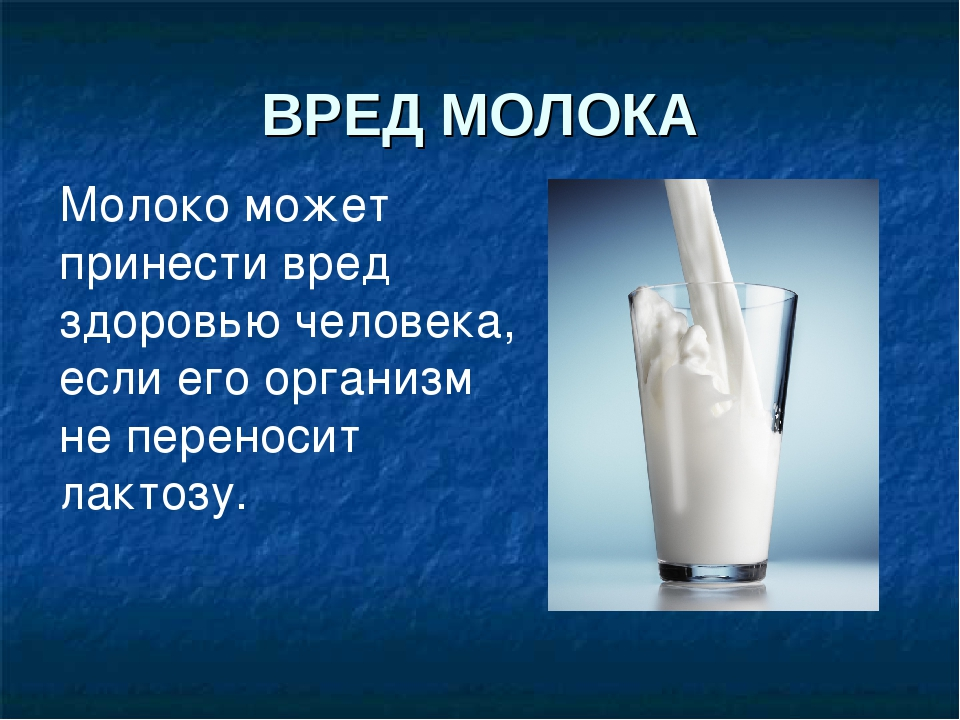 ВРЕД МОЛОКА
Молоко может
принести вред
здоровью человека,
если его организм
не переносит
лактозу.